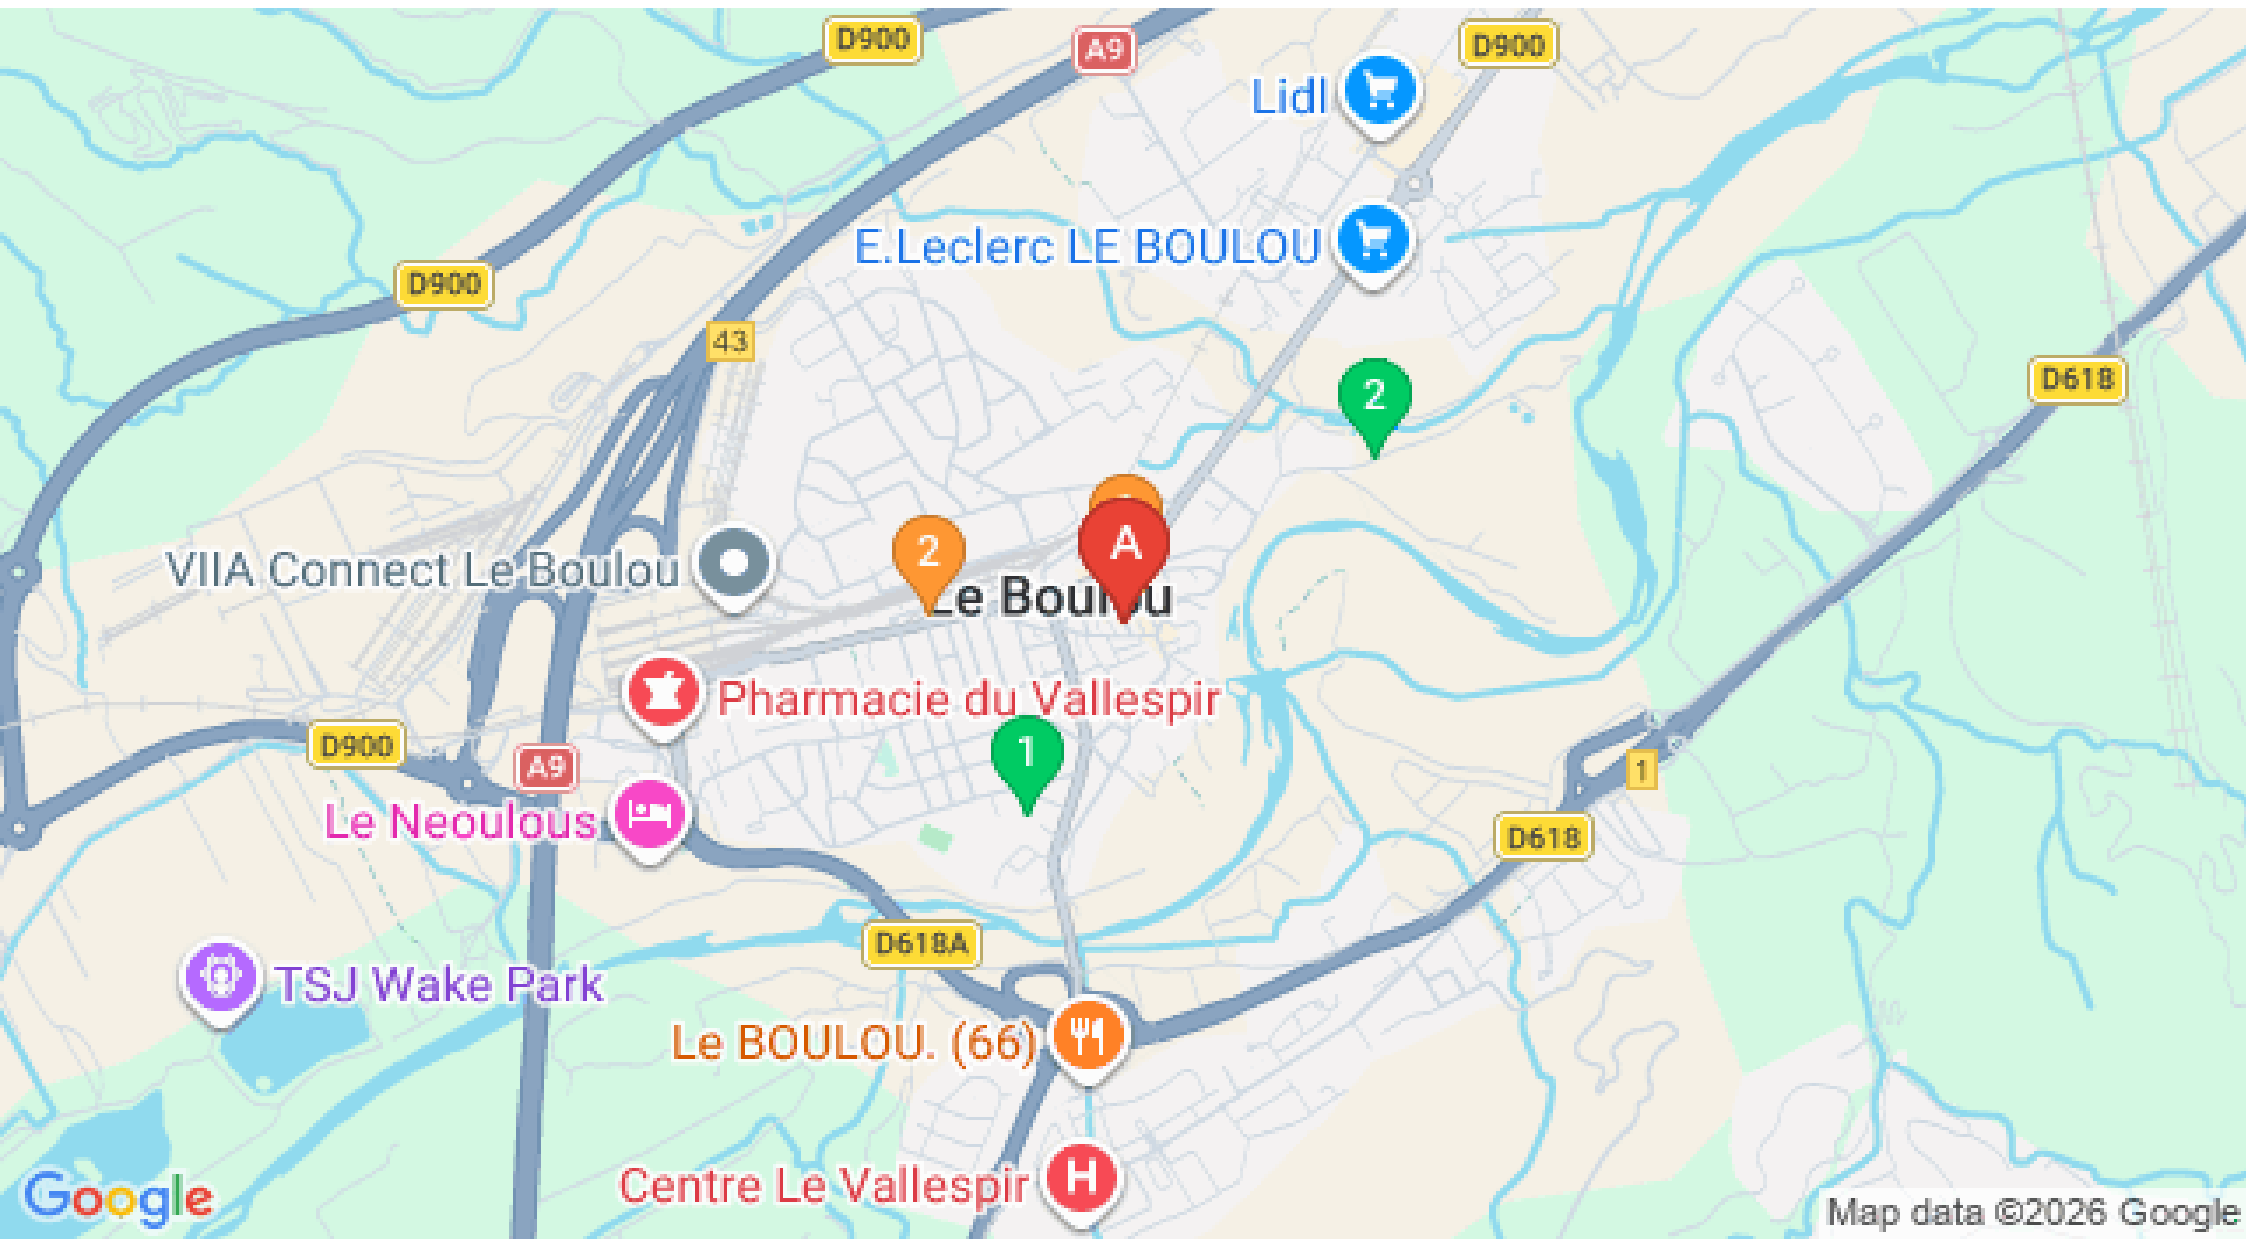 D900
A9
D900
Lidl
E.Leclerc LE BOULOU
D900
43
D618
2
2
A
VIIA Connect Le Boulou
Le Boulou
Pharmacie du Vallespir
D900
A9
1
1
Le Neoulous
D618
D618A
TSJ Wake Park
Le BOULOU. (66)
Centre Le Vallespir
H
Google
Map data ©2026 Google